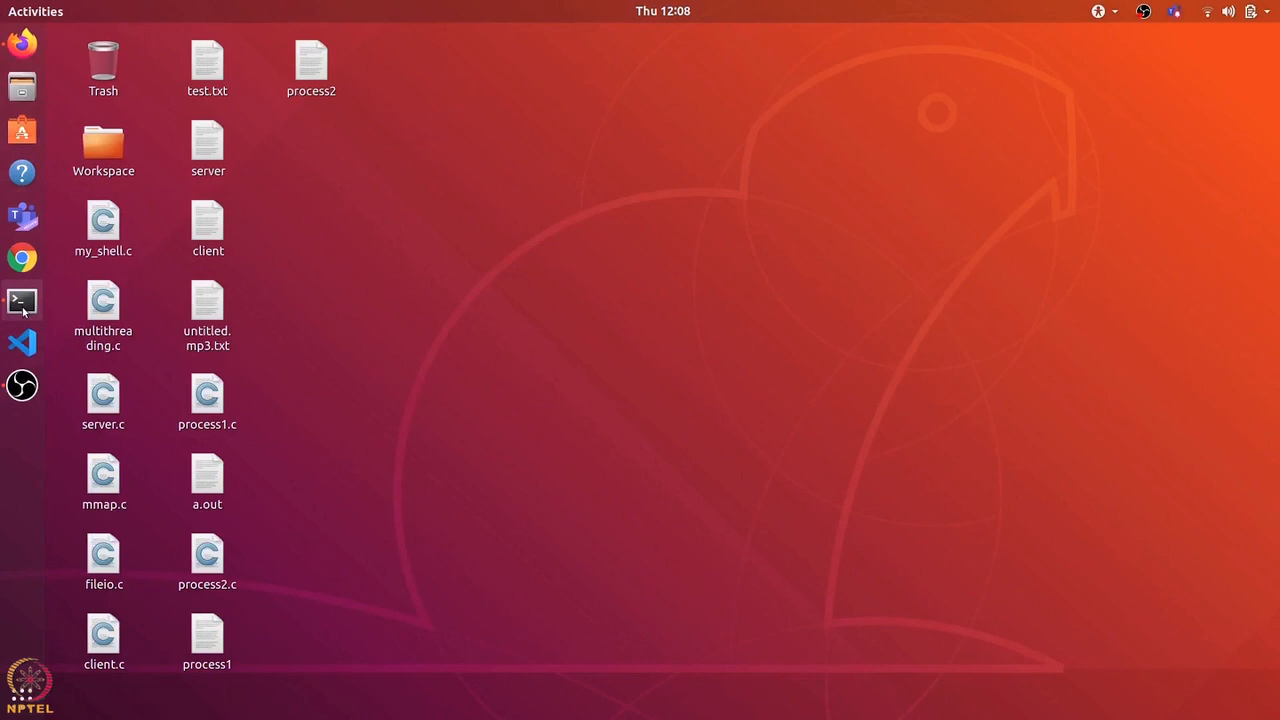 Activities
Thu 12:08
Trash
test.txt
process2
Workspace
server
my_shell.c
client
multithrea
ding.c
untitled.
mp3.txt
server.c
process1.c
mmap.c
a.out
fileio.c
process2.c
client.c
process1
NPTEL